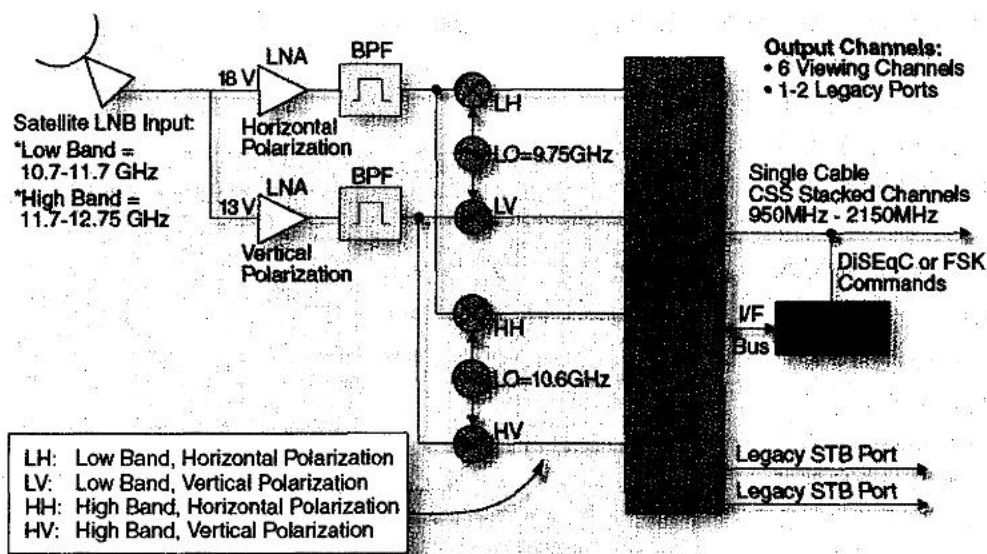 LNA
BPF
18 V
Horizontal
Polarization
Satellite LNB Input:
*Low Band =
10.7-11.7 GHz
*High Band =
11.7-12.75 GHz
LNA
BPF
13 V
Vertical
Polarization
LH
LO=9.75GHz
LV
HH
LO=10.6GHz
HV
Output Channels:
• 6 Viewing Channels
• 1-2 Legacy Ports
Single Cable
CSS Stacked Channels
950MHz - 2150MHz
DiSEqC or FSK
Commands
I/F
Bus
Legacy STB Port
Legacy STB Port
LH: Low Band, Horizontal Polarization
LV: Low Band, Vertical Polarization
HH: High Band, Horizontal Polarization
HV: High Band, Vertical Polarization